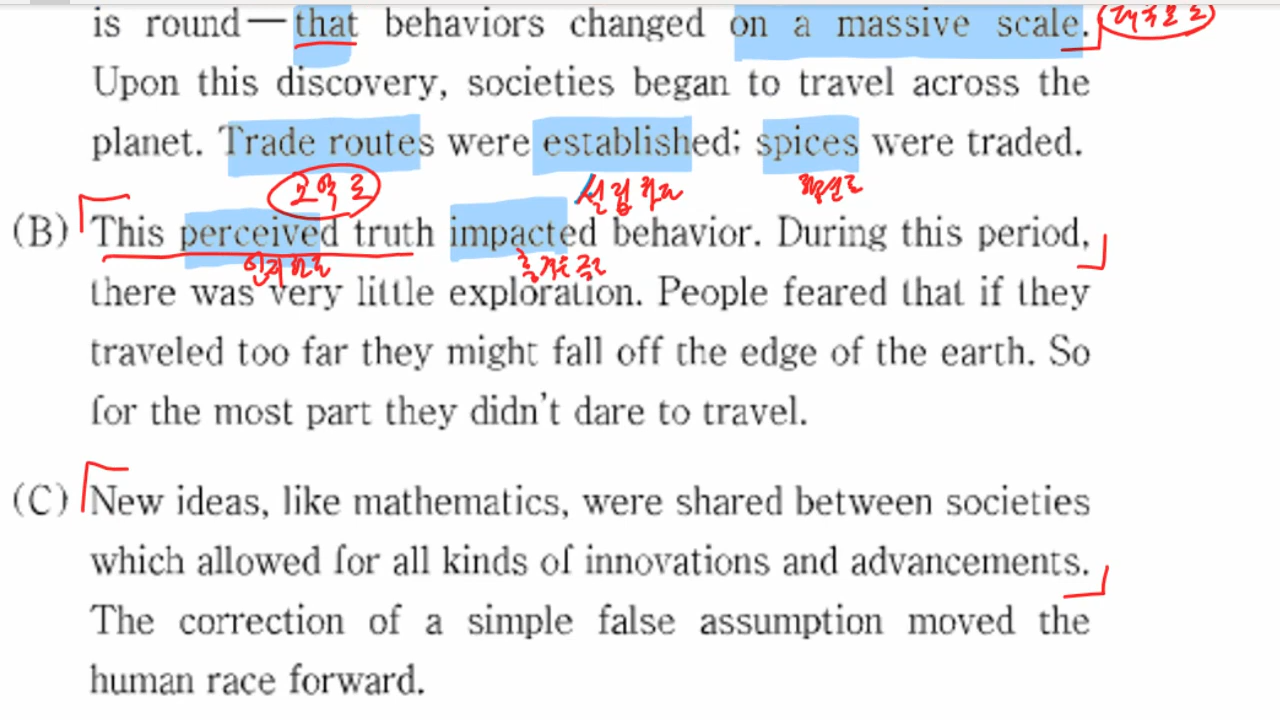 is round—that behaviors changed on a massive scale.
Upon this discovery, societies began to travel across the
planet. Trade routes were established; spices were traded.
(B) This perceived truth impacted behavior. During this period,
there was very little exploration. People feared that if they
traveled too far they might fall off the edge of the earth. So
for the most part they didn't dare to travel.
(C) New ideas, like mathematics, were shared between societies
which allowed for all kinds of innovations and advancements.
The correction of a simple false assumption moved the
human race forward.